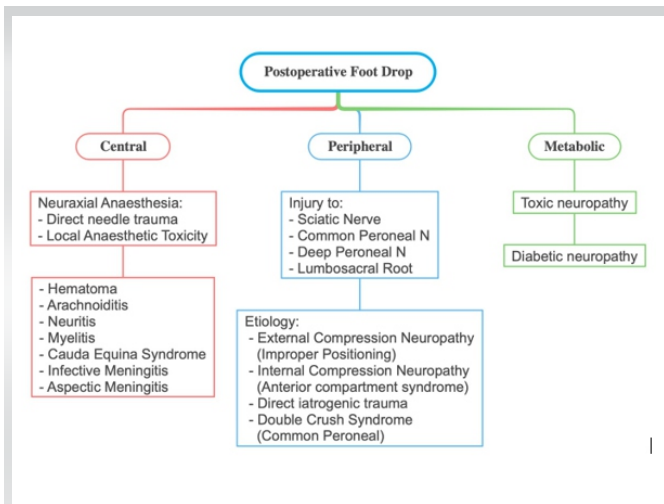 Postoperative Foot Drop
Central
Neuraxial Anaesthesia:
- Direct needle trauma
- Local Anaesthetic Toxicity
- Hematoma
- Arachnoiditis
- Neuritis
- Myelitis
- Cauda Equina Syndrome
- Infective Meningitis
- Aspectic Meningitis
Peripheral
Injury to:
- Sciatic Nerve
- Common Peroneal N
- Deep Peroneal N
- Lumbosacral Root
Etiology:
- External Compression Neuropathy
(Improper Positioning)
- Internal Compression Neuropathy
(Anterior compartment syndrome)
- Direct iatrogenic trauma
- Double Crush Syndrome
(Common Peroneal)
Metabolic
Toxic neuropathy
Diabetic neuropathy